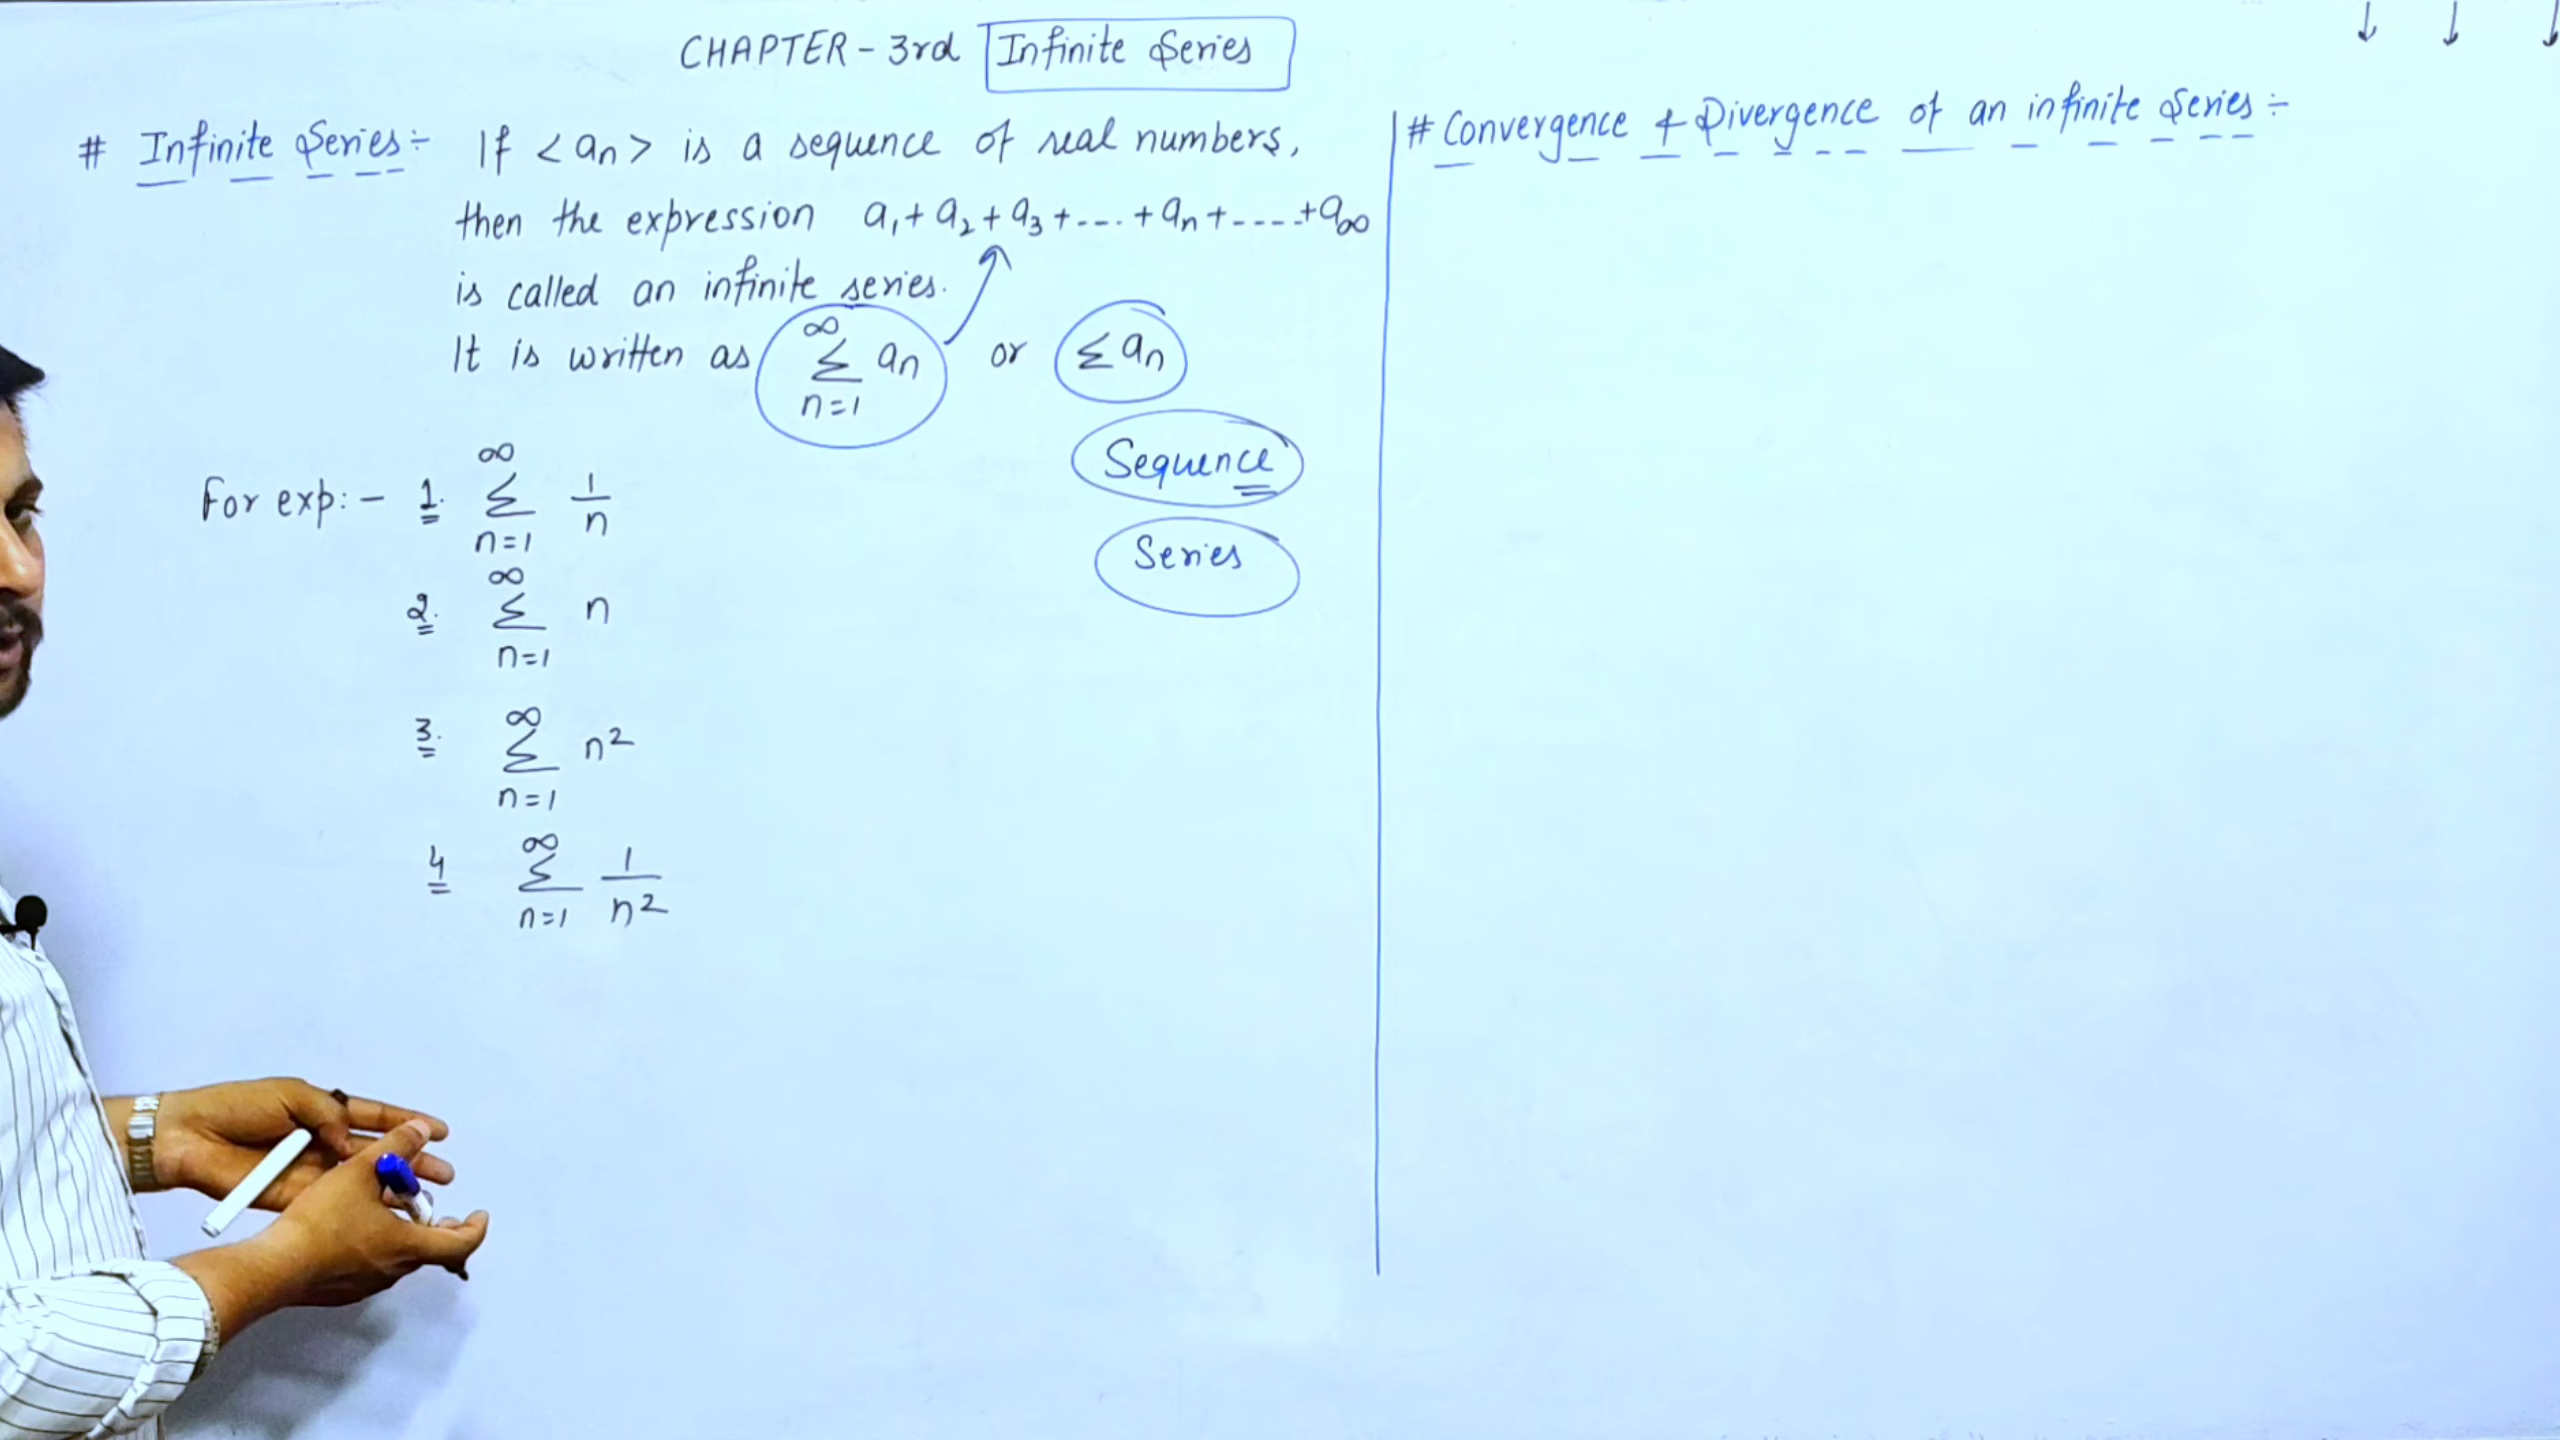 CHAPTER - 3rd Infinite Series
# Infinite Series:- If <an> is a sequence of real numbers,
then the expression a₁ + a₂ + a₃ + .... + aₙ + ..... + a∞
is called an infinite series.
It is written as ∞ Σ n=1 aₙ or Σ aₙ
Sequence
Series
For exp:- 1. ∞ Σ n=1 1/n
2. ∞ Σ n=1 n
3. ∞ Σ n=1 n²
4 ∞ Σ n=1 1/n²
# Convergence & Divergence of an infinite Series:-